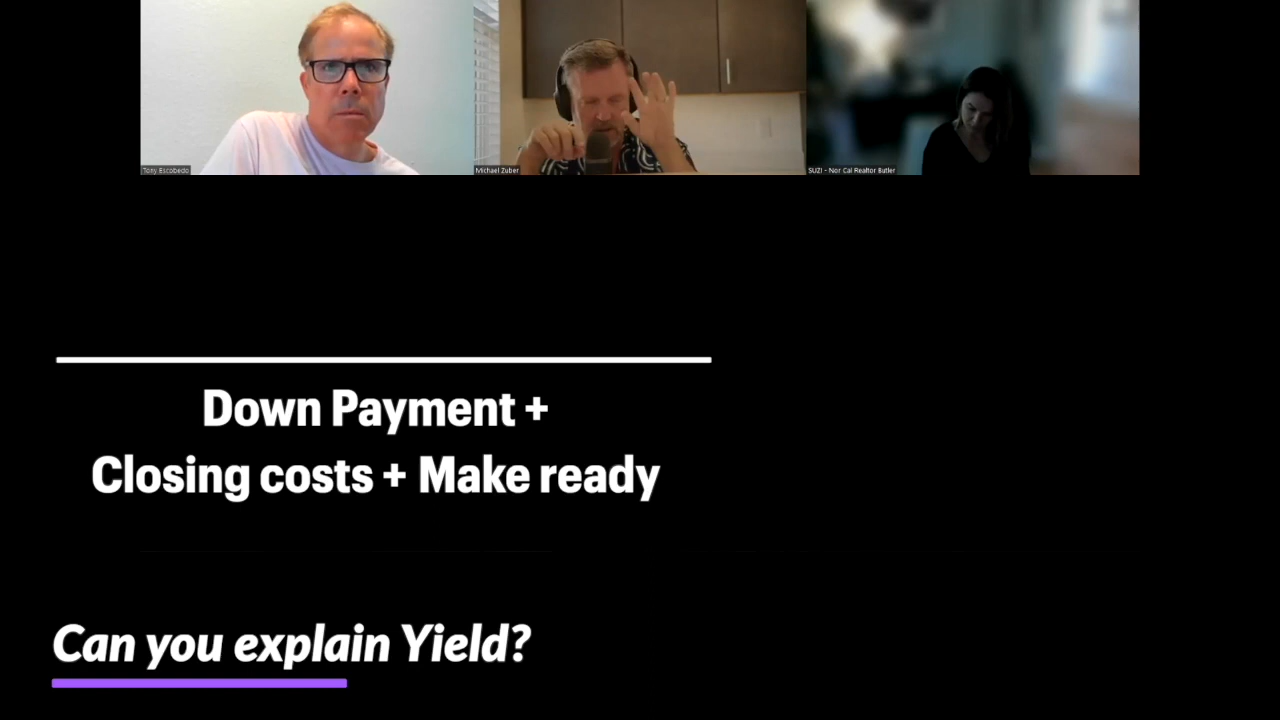 Tony Escobedo
Michael Zuber
SUZI - Nor Cal Realtor Butler
Down Payment +
Closing costs + Make ready
Can you explain Yield?